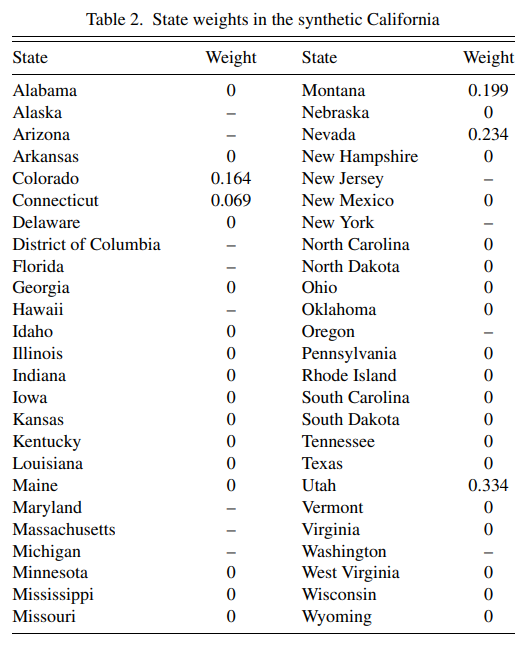 Table 2. State weights in the synthetic California
State Weight State Weight
Alabama 0 Montana 0.199
Alaska – Nebraska 0
Arizona – Nevada 0.234
Arkansas 0 New Hampshire 0
Colorado 0.164 New Jersey –
Connecticut 0.069 New Mexico 0
Delaware 0 New York –
District of Columbia – North Carolina 0
Florida – North Dakota 0
Georgia 0 Ohio 0
Hawaii – Oklahoma 0
Idaho 0 Oregon –
Illinois 0 Pennsylvania 0
Indiana 0 Rhode Island 0
Iowa 0 South Carolina 0
Kansas 0 South Dakota 0
Kentucky 0 Tennessee 0
Louisiana 0 Texas 0
Maine 0 Utah 0.334
Maryland – Vermont 0
Massachusetts – Virginia 0
Michigan – Washington –
Minnesota 0 West Virginia 0
Mississippi 0 Wisconsin 0
Missouri 0 Wyoming 0